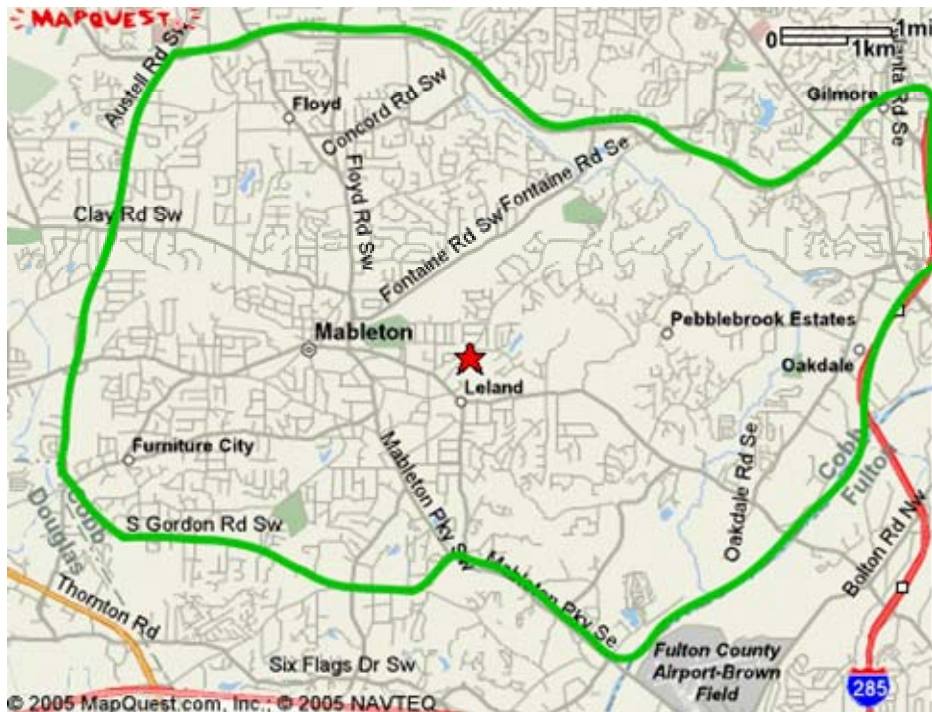 MAPQUEST
0 1mi
1km
Austell Rd Sw
Floyd
Concord Rd Sw
Gilmore
Floyd Rd Sw
Fontaine Rd Sw
Fontaine Rd Se
Clay Rd Sw
Mableton
Pebblebrook Estates
Oakdale
Leland
Furniture City
Mableton Pky Sw
Oakdale Rd Se
Cobb
Fulton
Cobb
Douglas
S Gordon Rd Sw
Mableton Pky Se
Bolton Rd Nw
Thornton Rd
Six Flags Dr Sw
Fulton County
Airport-Brown
Field
285
© 2005 MapQuest.com, Inc.; © 2005 NAVTEQ